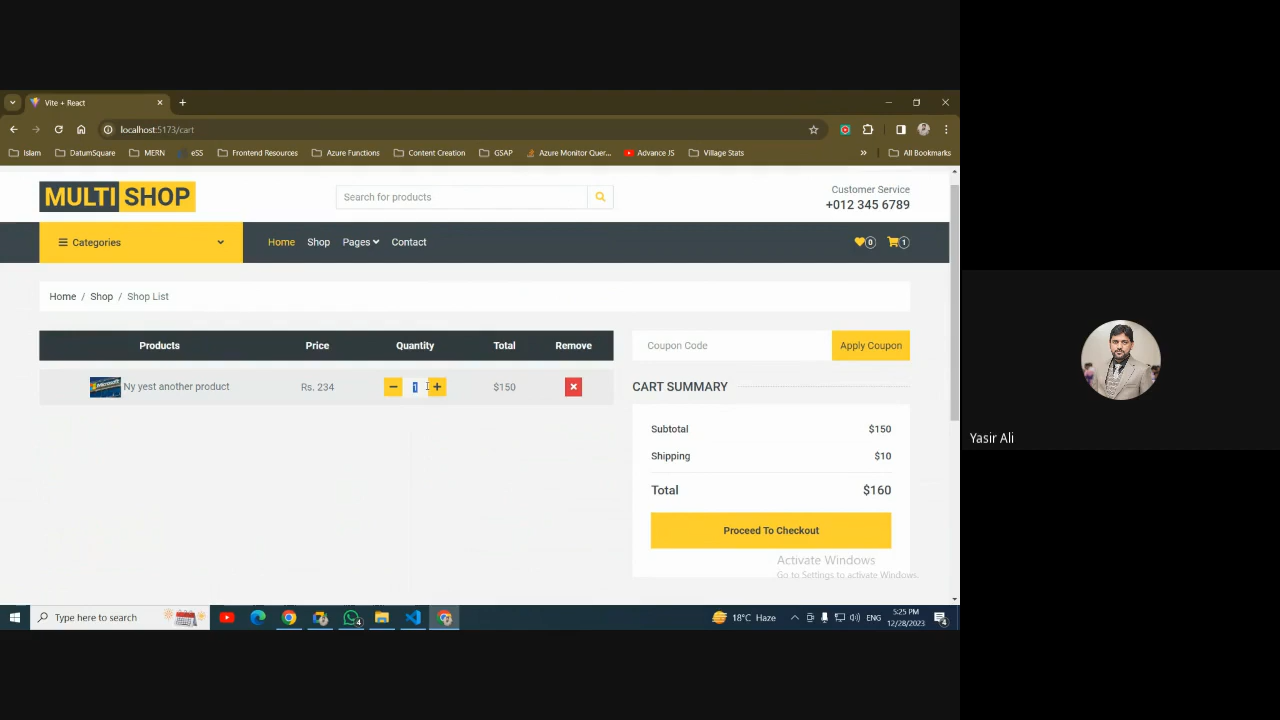 Vite + React
localhost:5173/cart
Islam DatumSquare MERN eSS Frontend Resources Azure Functions Content Creation GSAP Azure Monitor Quer... Advance JS Village Stats » All Bookmarks
MULTI SHOP
Search for products
Customer Service
+012 345 6789
Categories
Home Shop Pages Contact
0 1
Home / Shop / Shop List
Products Price Quantity Total Remove
Microsoft Ny yest another product Rs. 234 1 $150
Coupon Code Apply Coupon
CART SUMMARY
Subtotal $150
Shipping $10
Total $160
Proceed To Checkout
Activate Windows
Go to Settings to activate Windows.
Yasir Ali
Type here to search
4
18°C Haze
ENG
5:25 PM
12/28/2023
4